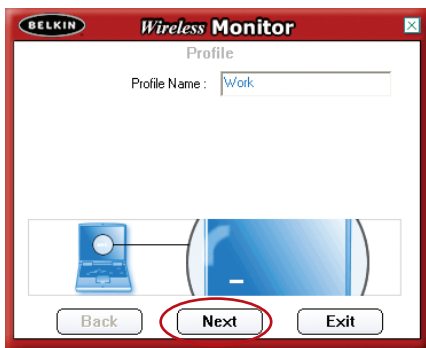 BELKIN Wireless Monitor
Profile
Profile Name : Work
Back Next Exit